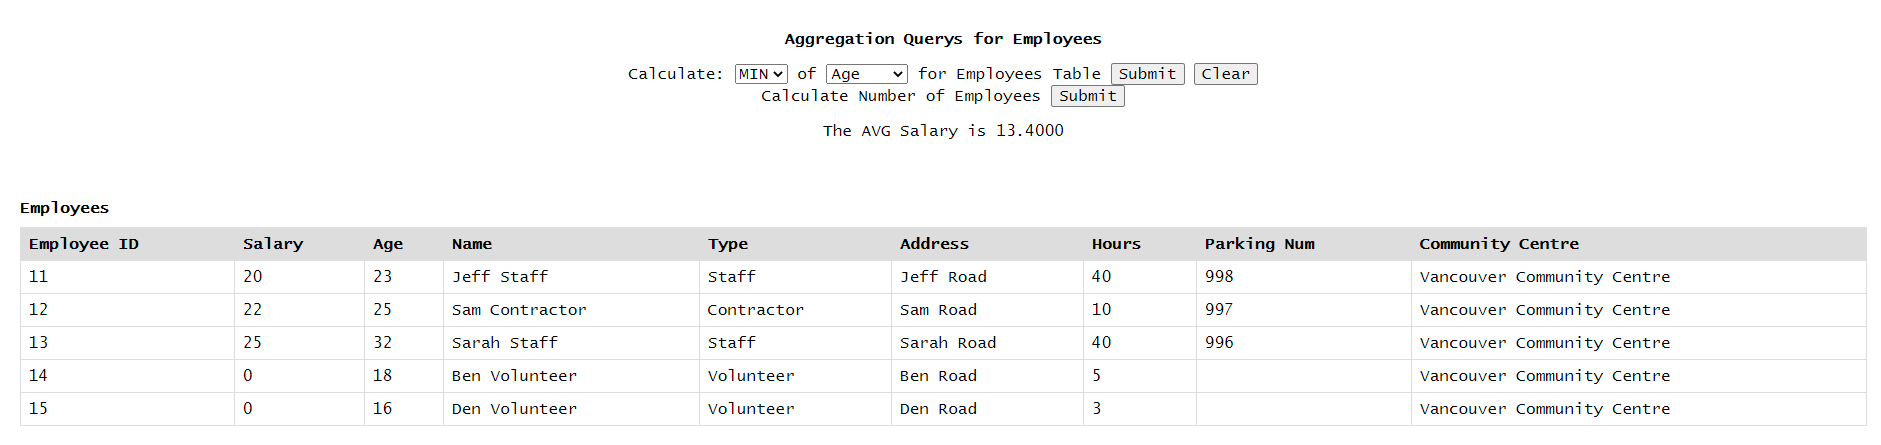 Aggregation Querys for Employees
Calculate: MIN of Age for Employees Table Submit Clear
Calculate Number of Employees Submit
The AVG Salary is 13.4000
Employees
Employee ID Salary Age Name Type Address Hours Parking Num Community Centre
11 20 23 Jeff Staff Staff Jeff Road 40 998 Vancouver Community Centre
12 22 25 Sam Contractor Contractor Sam Road 10 997 Vancouver Community Centre
13 25 32 Sarah Staff Staff Sarah Road 40 996 Vancouver Community Centre
14 0 18 Ben Volunteer Volunteer Ben Road 5 Vancouver Community Centre
15 0 16 Den Volunteer Volunteer Den Road 3 Vancouver Community Centre